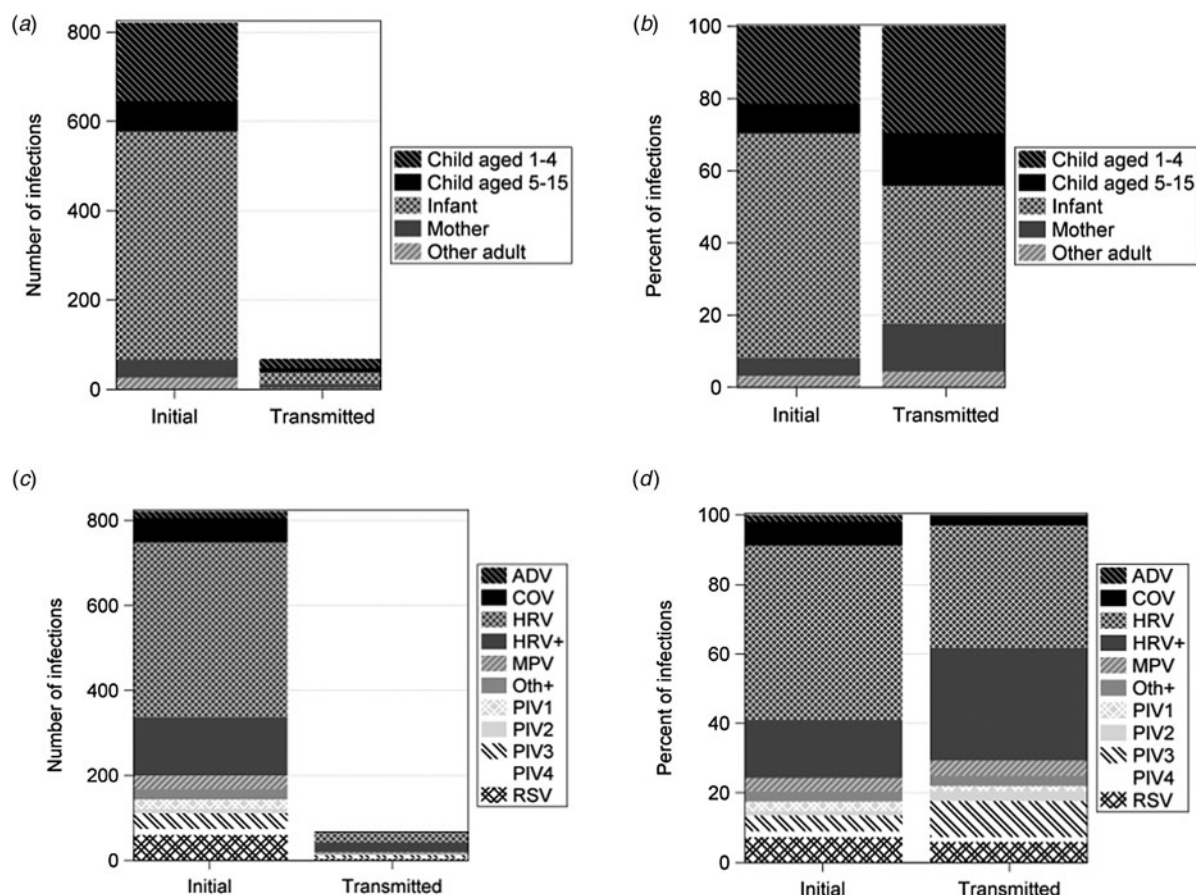 (a)
Number of infections
800
600
400
200
0
Initial
Transmitted
Child aged 1-4
Child aged 5-15
Infant
Mother
Other adult
(b)
Percent of infections
100
80
60
40
20
0
Initial
Transmitted
Child aged 1-4
Child aged 5-15
Infant
Mother
Other adult
(c)
Number of infections
800
600
400
200
0
Initial
Transmitted
ADV
COV
HRV
HRV+
MPV
Oth+
PIV1
PIV2
PIV3
PIV4
RSV
(d)
Percent of infections
100
80
60
40
20
0
Initial
Transmitted
ADV
COV
HRV
HRV+
MPV
Oth+
PIV1
PIV2
PIV3
PIV4
RSV